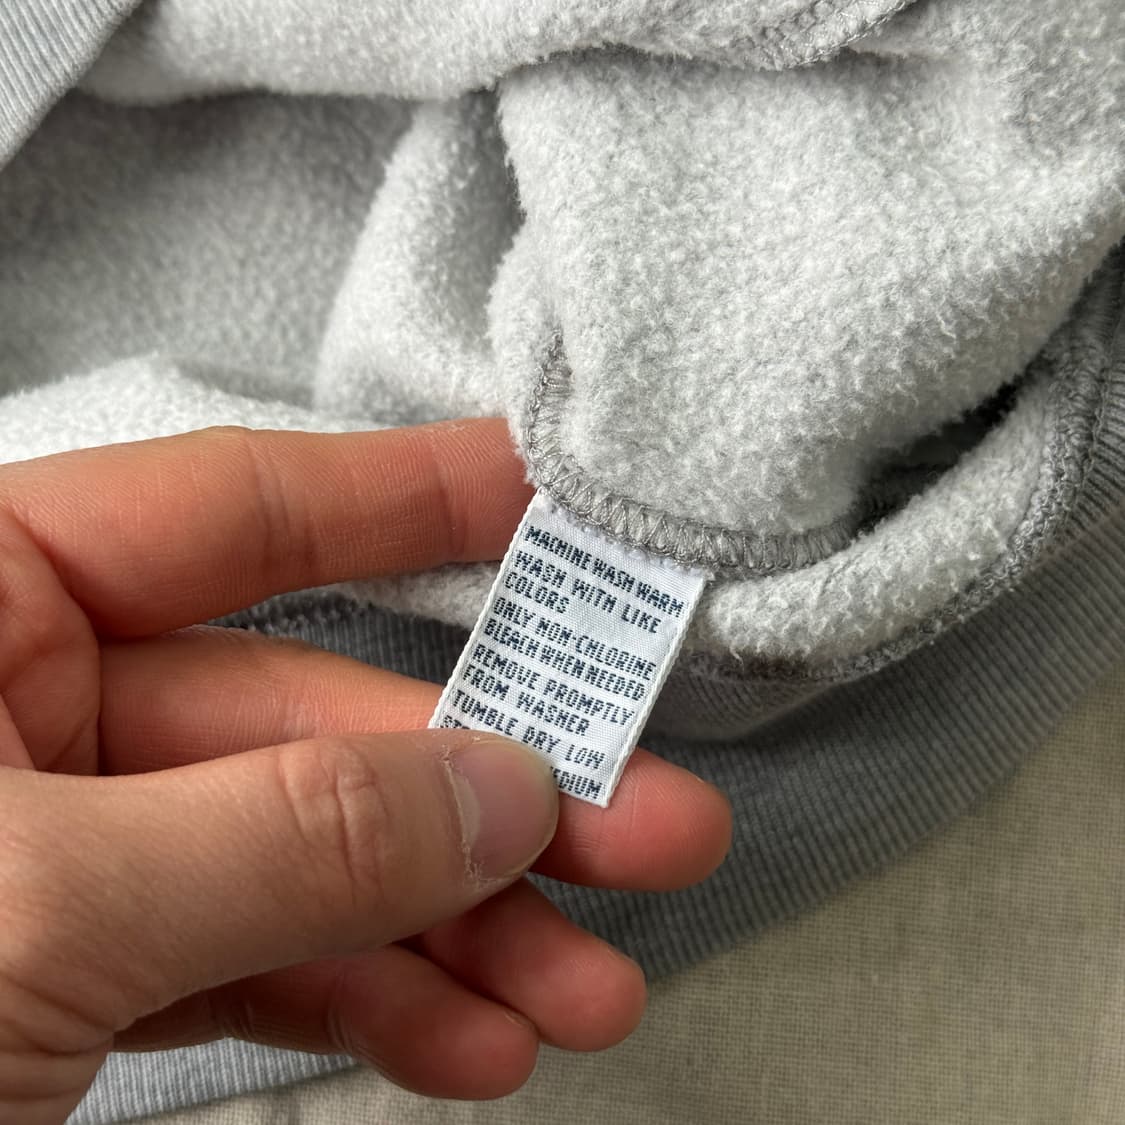 MACHINE WASH WARM
WASH WITH LIKE
COLORS
ONLY NON-CHLORINE
BLEACH WHEN NEEDED
REMOVE PROMPTLY
FROM WASHER
TUMBLE DRY LOW